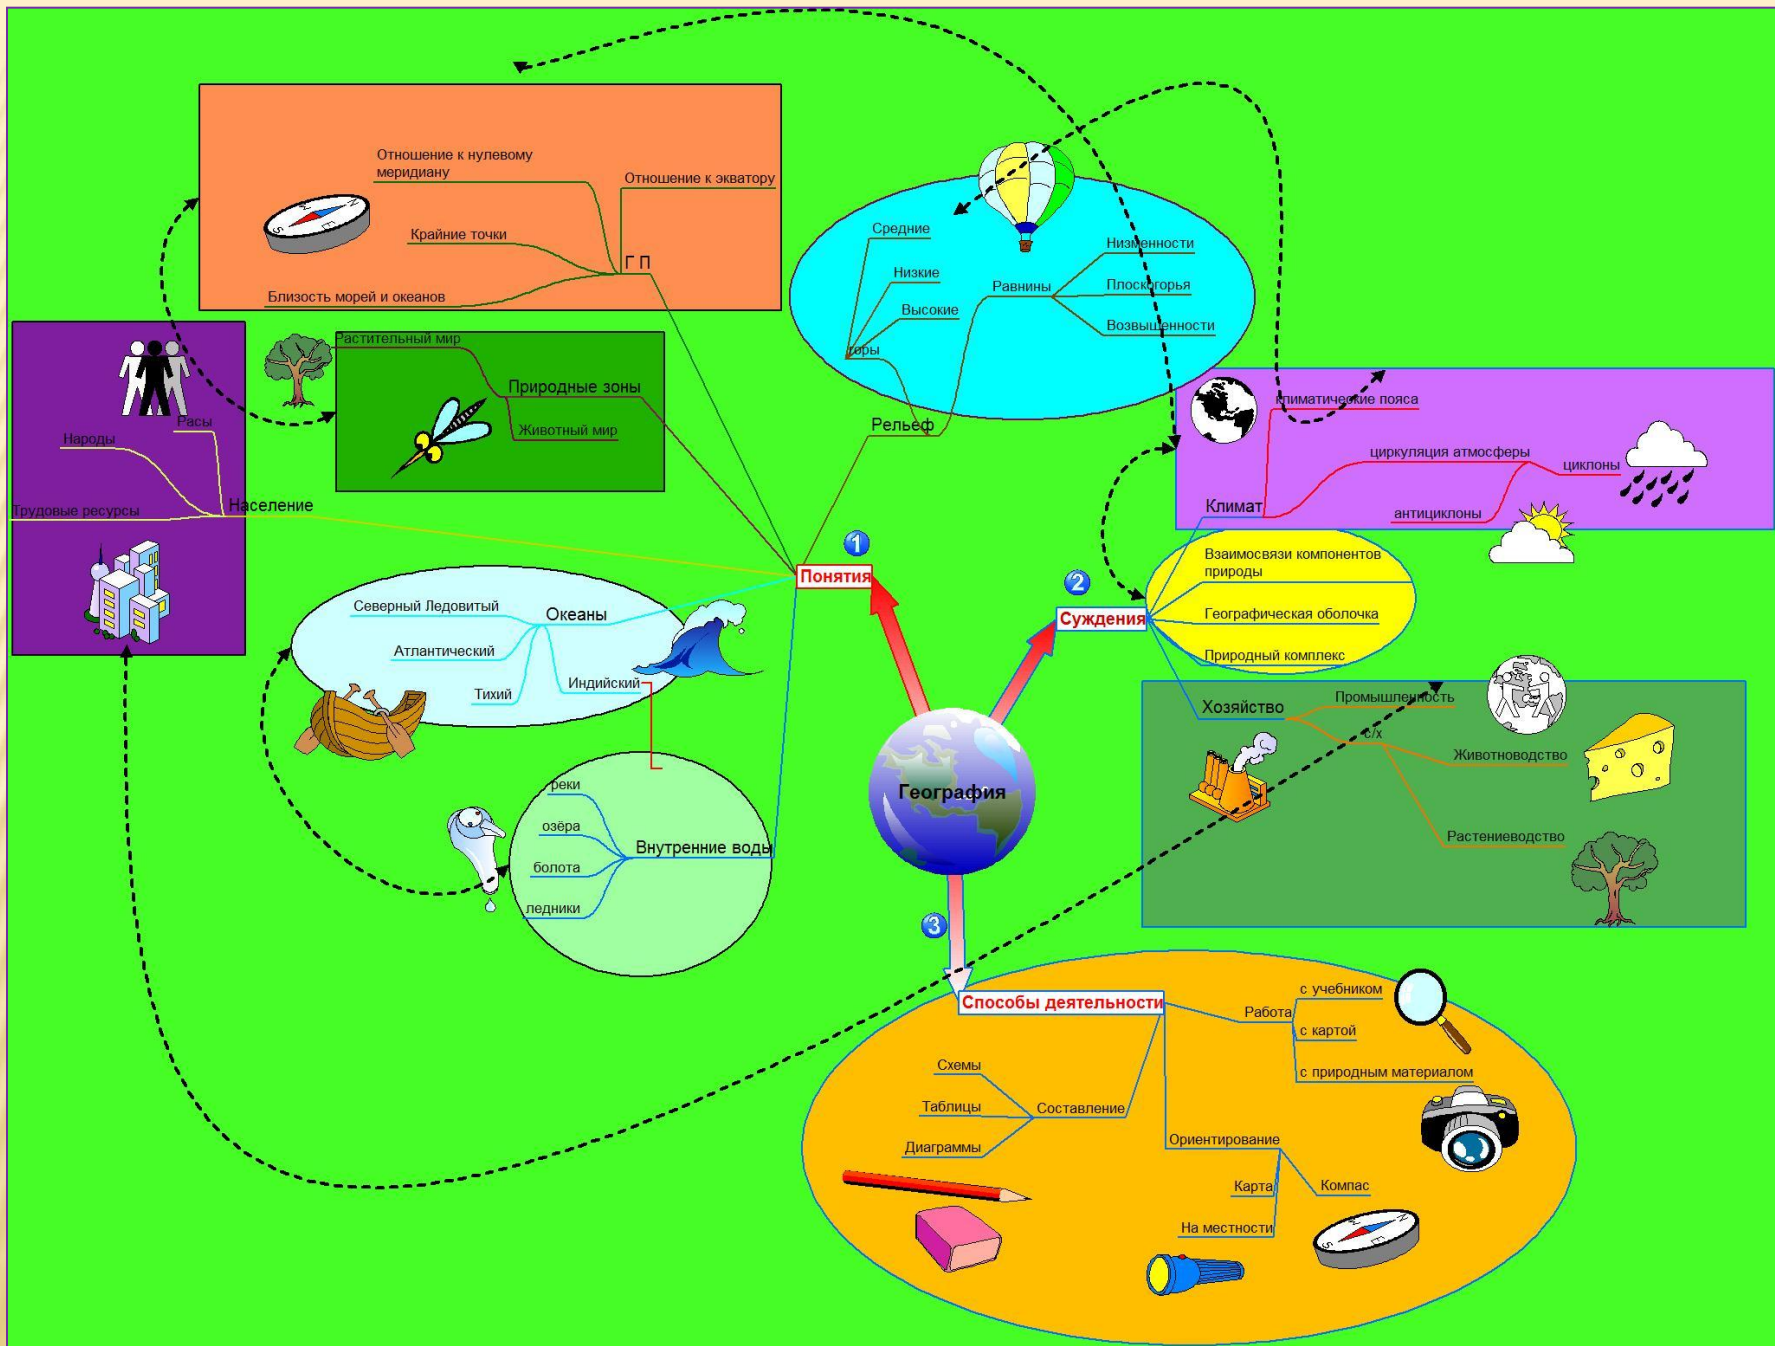 Отношение к нулевому
меридиану
Отношение к экватору
Крайние точки
Г П
Близость морей и океанов
Средние
Низкие
Высокие
горы
Равнины
Низменности
Плоскогорья
Возвышенности
Рельеф
Растительный мир
Природные зоны
Животный мир
Расы
Народы
Трудовые ресурсы
Население
климатические пояса
циркуляция атмосферы
циклоны
антициклоны
Климат
1
Понятия
2
Суждения
Взаимосвязи компонентов
природы
Географическая оболочка
Природный комплекс
Северный Ледовитый
Океаны
Атлантический
Тихий
Индийский
Хозяйство
Промышленность
с/х
Животноводство
Растениеводство
реки
озёра
болота
ледники
Внутренние воды
География
3
Способы деятельности
Работа
с учебником
с картой
с природным материалом
Схемы
Таблицы
Диаграммы
Составление
Ориентирование
Карта
Компас
На местности
N
E
S
W
N
E
S
W